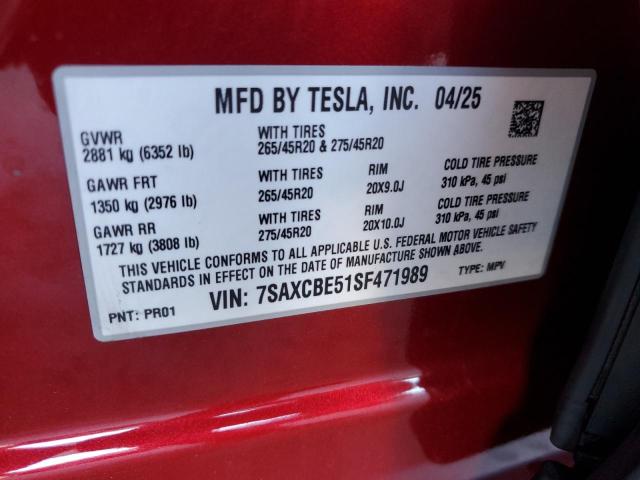 MFD BY TESLA, INC. 04/25
GVWR
2881 kg (6352 lb)
WITH TIRES
265/45R20 & 275/45R20
GAWR FRT
1350 kg (2976 lb)
WITH TIRES
265/45R20
RIM
20X9.0J
COLD TIRE PRESSURE
310 kPa, 45 psi
GAWR RR
1727 kg (3808 lb)
WITH TIRES
275/45R20
RIM
20X10.0J
COLD TIRE PRESSURE
310 kPa, 45 psi
THIS VEHICLE CONFORMS TO ALL APPLICABLE U.S. FEDERAL MOTOR VEHICLE SAFETY
STANDARDS IN EFFECT ON THE DATE OF MANUFACTURE SHOWN ABOVE.
PNT: PR01
VIN: 7SAXCBE51SF471989
TYPE: MPV